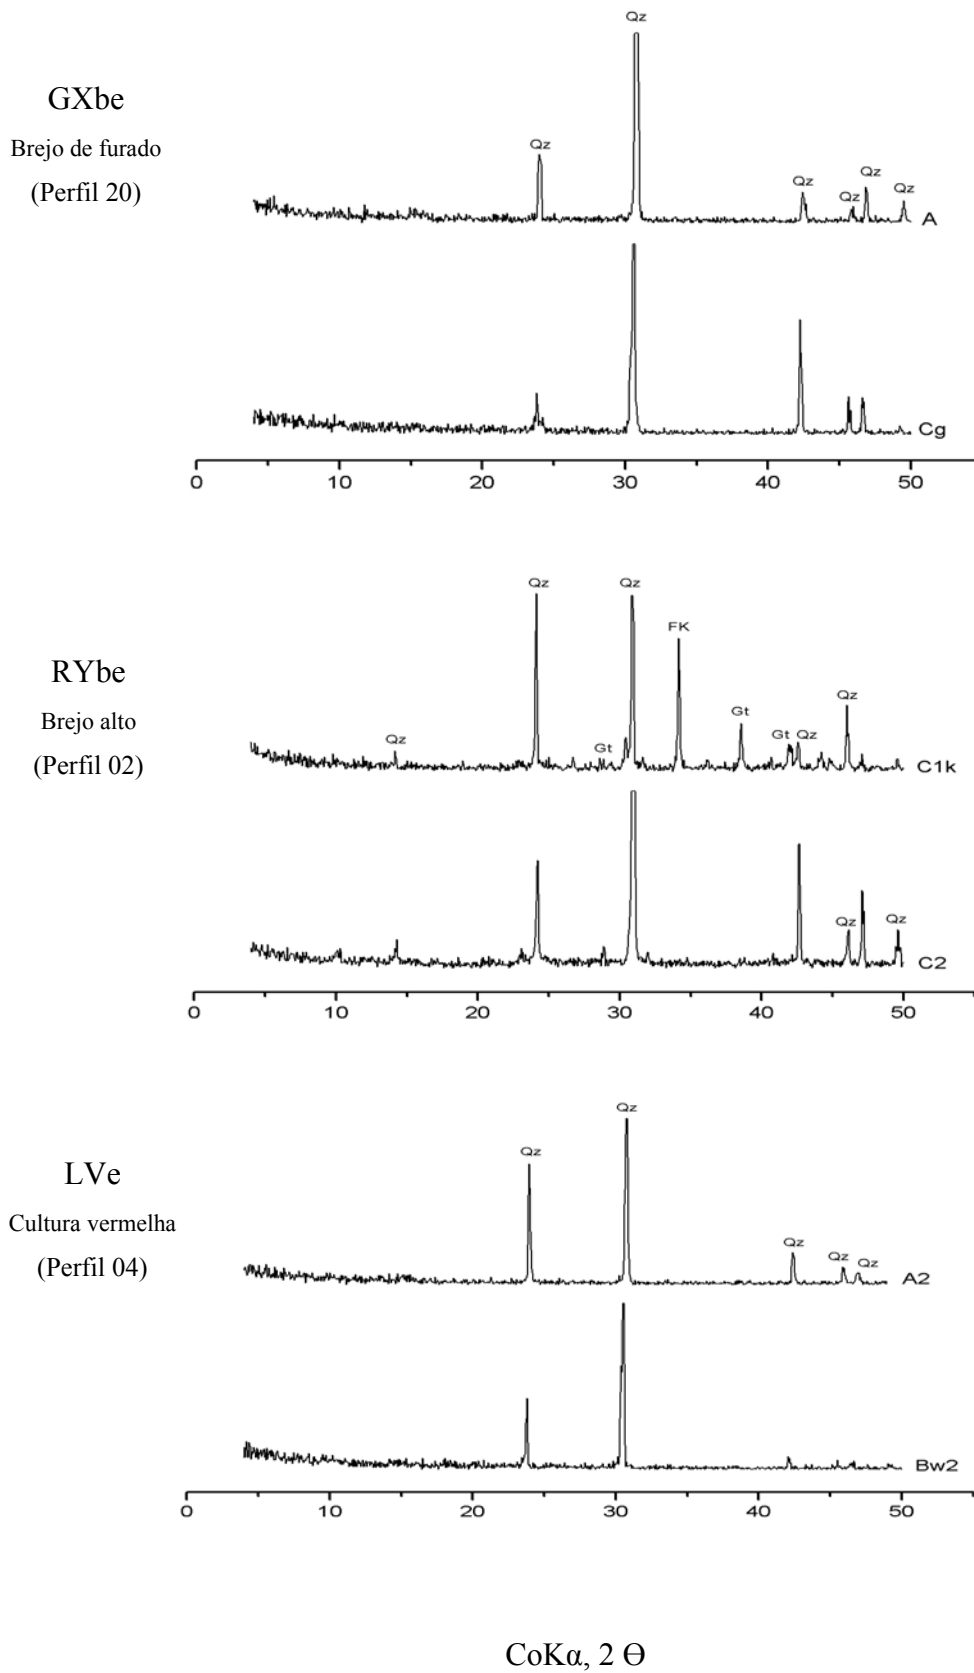 Qz
GXbe
Brejo de furado
(Perfil 20)
Qz
Qz Qz Qz Qz
A
Cg
0 10 20 30 40 50
Qz Qz
FK
RYbe
Brejo alto
(Perfil 02)
Qz Gt Gt Gt Qz Qz
C1k
Qz Qz
C2
0 10 20 30 40 50
Qz
LVe
Cultura vermelha
(Perfil 04)
Qz
Qz Qz Qz
A2
Bw2
0 10 20 30 40 50
CoKα, 2 Ө